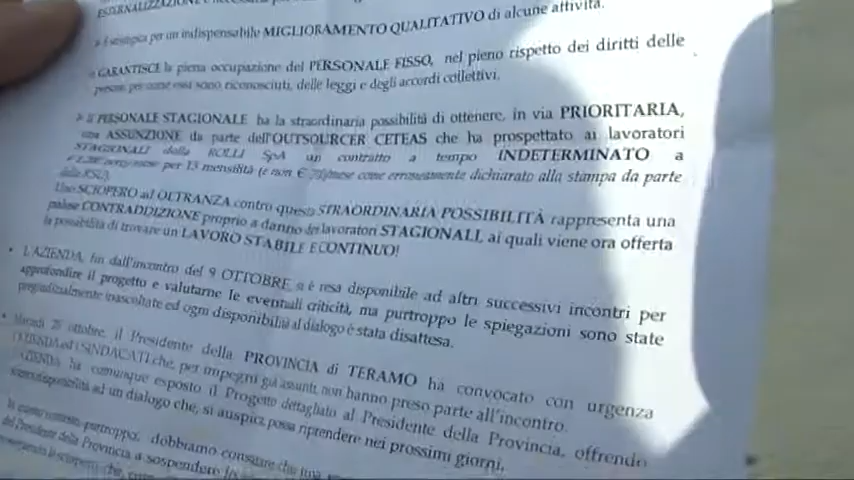 ESTERNALIZZAZIONE
è strategica per un indispensabile MIGLIORAMENTO QUALITATIVO di alcune attività.
GARANTISCE la piena occupazione del PERSONALE FISSO, nel pieno rispetto dei diritti delle
persone per come essi sono riconosciuti, delle leggi e degli accordi collettivi.
il PERSONALE STAGIONALE ha la straordinaria possibilità di ottenere, in via PRIORITARIA,
una ASSUNZIONE da parte dell'OUTSOURCER CETEAS che ha prospettato ai lavoratori
STAGIONALI della ROLLI SpA un contratto a tempo INDETERMINATO a
per 13 mensilità (e non € come erroneamente dichiarato alla stampa da parte
della RSU).
Uno SCIOPERO ad OLTRANZA contro questa STRAORDINARIA POSSIBILITÀ rappresenta una
palese CONTRADDIZIONE proprio a danno dei lavoratori STAGIONALI, ai quali viene ora offerta
la possibilità di trovare un LAVORO STABILE E CONTINUO!
• L'AZIENDA, fin dall'incontro del 9 OTTOBRE, si è resa disponibile ad altri successivi incontri per
approfondire il progetto e valutarne le eventuali criticità, ma purtroppo le spiegazioni sono state
pregiudizialmente inascoltate ed ogni disponibilità al dialogo è stata disattesa.
• ottobre, il Presidente della PROVINCIA di TERAMO ha convocato con urgenza
L'AZIENDA ed i SINDACATI che, per impegni già assunti, non hanno preso parte all'incontro.
L'AZIENDA ha comunque esposto il Progetto dettagliato al Presidente della Provincia, offrendo
disponibilità ad un dialogo che, si auspica, possa riprendere nei prossimi giorni.
purtroppo, dobbiamo constatare che
del Presidente della Provincia a sospendere lo